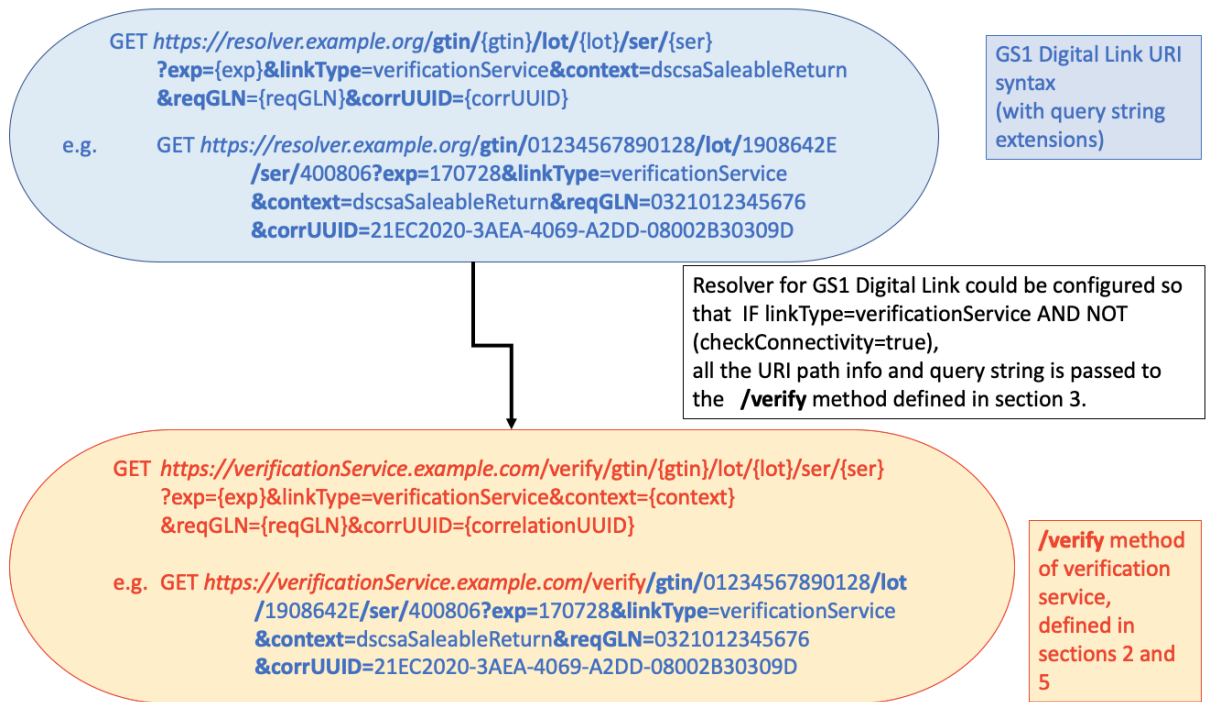 GET https://resolver.example.org/gtin/{gtin}/lot/{lot}/ser/{ser}
?exp={exp}&linkType=verificationService&context=dscsaSaleableReturn
&reqGLN={reqGLN}&corrUUID={corrUUID}
e.g. GET https://resolver.example.org/gtin/01234567890128/lot/1908642E
/ser/400806?exp=170728&linkType=verificationService
&context=dscsaSaleableReturn&reqGLN=0321012345676
&corrUUID=21EC2020-3AEA-4069-A2DD-08002B30309D
GS1 Digital Link URI
syntax
(with query string
extensions)
Resolver for GS1 Digital Link could be configured so
that IF linkType=verificationService AND NOT
(checkConnectivity=true),
all the URI path info and query string is passed to
the /verify method defined in section 3.
GET https://verificationService.example.com/verify/gtin/{gtin}/lot/{lot}/ser/{ser}
?exp={exp}&linkType=verificationService&context={context}
&reqGLN={reqGLN}&corrUUID={correlationUUID}
e.g. GET https://verificationService.example.com/verify/gtin/01234567890128/lot
/1908642E/ser/400806?exp=170728&linkType=verificationService
&context=dscsaSaleableReturn&reqGLN=0321012345676
&corrUUID=21EC2020-3AEA-4069-A2DD-08002B30309D
/verify method
of verification
service,
defined in
sections 2 and
5